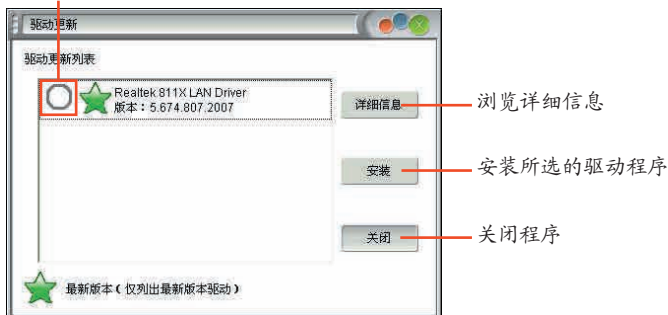 驱动更新
驱动更新列表
Realtek 811X LAN Driver
版本：5.674.807.2007
详细信息
浏览详细信息
安装
安装所选的驱动程序
关闭
关闭程序
最新版本（仅列出最新版本驱动）